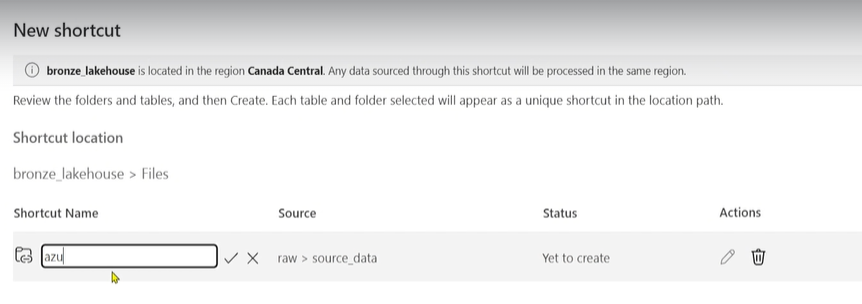 New shortcut
bronze_lakehouse is located in the region Canada Central. Any data sourced through this shortcut will be processed in the same region.
Review the folders and tables, and then Create. Each table and folder selected will appear as a unique shortcut in the location path.
Shortcut location
bronze_lakehouse > Files
Shortcut Name Source Status Actions
azu raw > source_data Yet to create